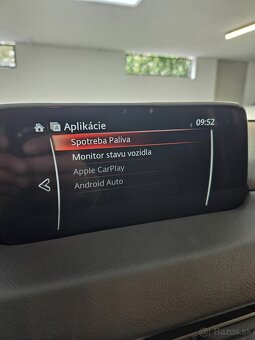 Aplikácie
09:52
Spotreba Paliva
Monitor stavu vozidla
Apple CarPlay
Android Auto
Bazos.sk